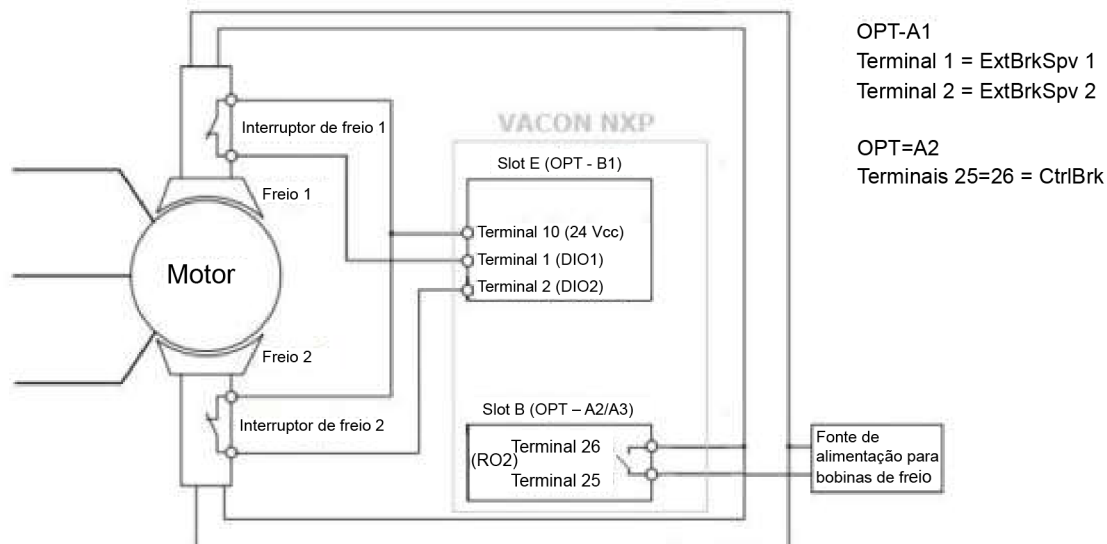 OPT-A1
Terminal 1 = ExtBrkSpv 1
Terminal 2 = ExtBrkSpv 2
OPT=A2
Terminais 25=26 = CtrlBrk
VACON NXP
Interruptor de freio 1
Slot E (OPT - B1)
Freio 1
Terminal 10 (24 Vcc)
Terminal 1 (DIO1)
Terminal 2 (DIO2)
Motor
Freio 2
Interruptor de freio 2
Slot B (OPT – A2/A3)
Terminal 26
(RO2)
Terminal 25
Fonte de
alimentação para
bobinas de freio